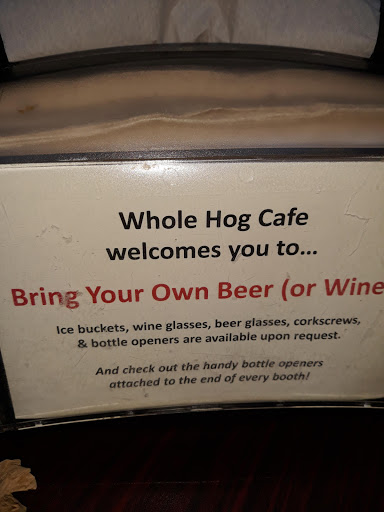 Whole Hog Cafe
welcomes you to...
Bring Your Own Beer (or Wine
Ice buckets, wine glasses, beer glasses, corkscrews,
& bottle openers are available upon request.
And check out the handy bottle openers
attached to the end of every booth!